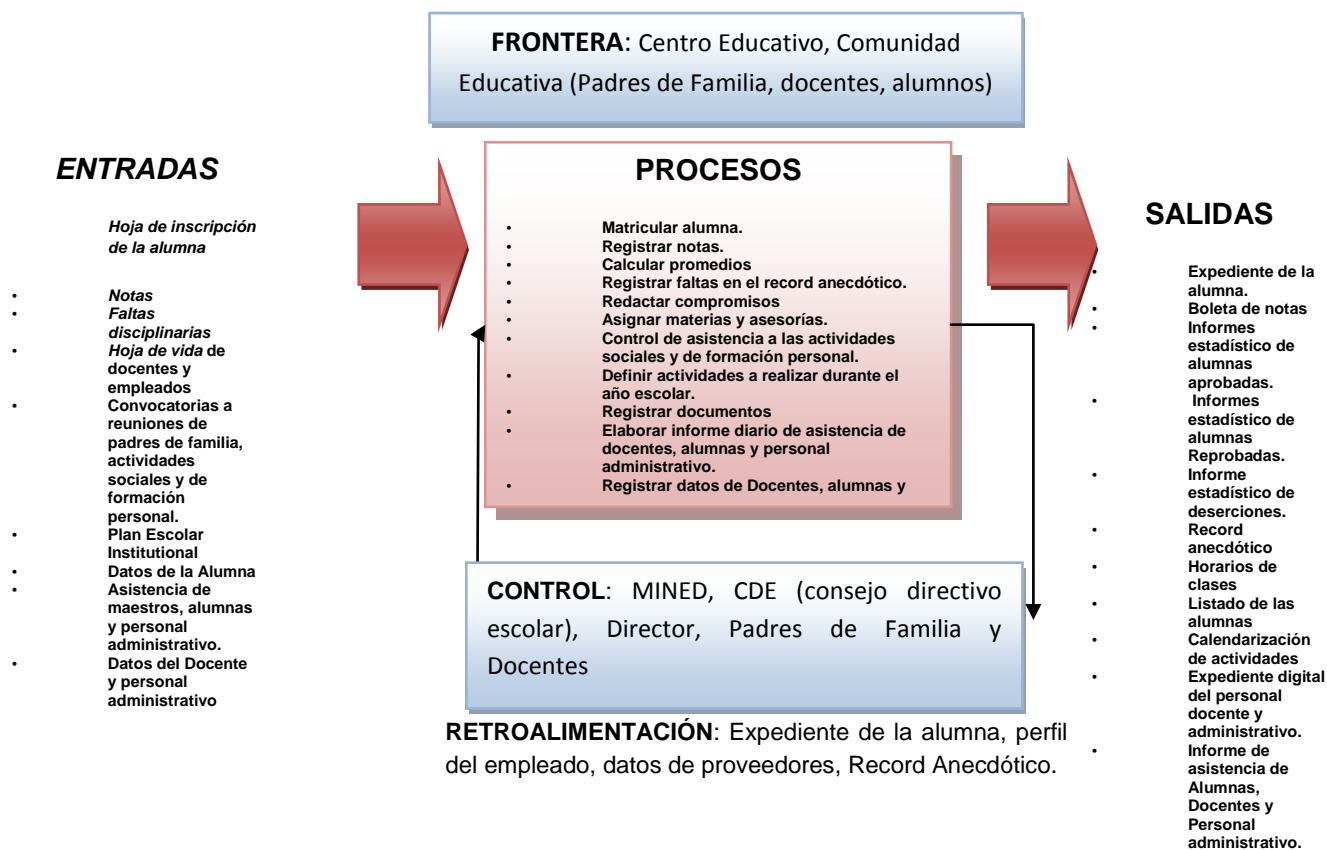 FRONTERA: Centro Educativo, Comunidad
Educativa (Padres de Familia, docentes, alumnos)
ENTRADAS
Hoja de inscripción
de la alumna
• Notas
• Faltas
disciplinarias
• Hoja de vida de
docentes y
empleados
• Convocatorias a
reuniones de
padres de familia,
actividades
sociales y de
formación
personal.
• Plan Escolar
Institutional
• Datos de la Alumna
• Asistencia de
maestros, alumnas
y personal
administrativo.
• Datos del Docente
y personal
administrativo
PROCESOS
• Matricular alumna.
• Registrar notas.
• Calcular promedios
• Registrar faltas en el record anecdótico.
• Redactar compromisos
• Asignar materias y asesorías.
• Control de asistencia a las actividades
sociales y de formación personal.
• Definir actividades a realizar durante el
año escolar.
• Registrar documentos
• Elaborar informe diario de asistencia de
docentes, alumnas y personal
administrativo.
• Registrar datos de Docentes, alumnas y
CONTROL: MINED, CDE (consejo directivo
escolar), Director, Padres de Familia y
Docentes
RETROALIMENTACIÓN: Expediente de la alumna, perfil
del empleado, datos de proveedores, Record Anecdótico.
SALIDAS
• Expediente de la
alumna.
• Boleta de notas
• Informes
estadístico de
alumnas
aprobadas.
• Informes
estadístico de
alumnas
Reprobadas.
• Informe
estadístico de
deserciones.
• Record
anecdótico
• Horarios de
clases
• Listado de las
alumnas
• Calendarización
de actividades
• Expediente digital
del personal
docente y
administrativo.
• Informe de
asistencia de
Alumnas,
Docentes y
Personal
administrativo.